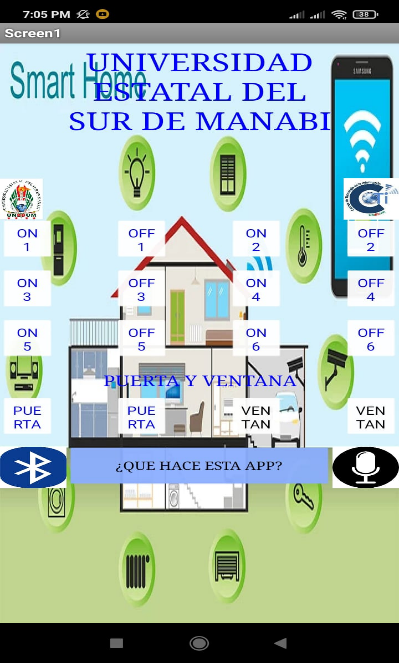 7:05 PM
38
Screen1
Smart Home
UNIVERSIDAD
ESTATAL DEL
SUR DE MANABI
SAMSUNG
UNESUM
ON
1
OFF
1
ON
2
OFF
2
ON
3
OFF
3
ON
4
OFF
4
ON
5
OFF
5
ON
6
OFF
6
PUERTA Y VENTANA
PUE
RTA
PUE
RTA
VEN
TAN
VEN
TAN
¿QUE HACE ESTA APP?